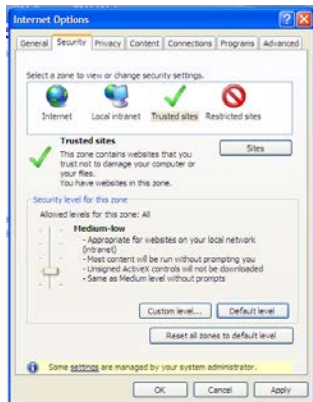 Internet Options
General Security Privacy Content Connections Programs Advanced
Select a zone to view or change security settings.
Internet Local intranet Trusted sites Restricted sites
Trusted sites
Sites
This zone contains websites that you
trust not to damage your computer or
your files.
You have websites in this zone.
Security level for this zone
Allowed levels for this zone: All
Medium-low
- Appropriate for websites on your local network
(intranet)
- Most content will be run without prompting you
- Unsigned ActiveX controls will not be downloaded
- Same as Medium level without prompts
Custom level... Default level
Reset all zones to default level
Some settings are managed by your system administrator.
OK Cancel Apply